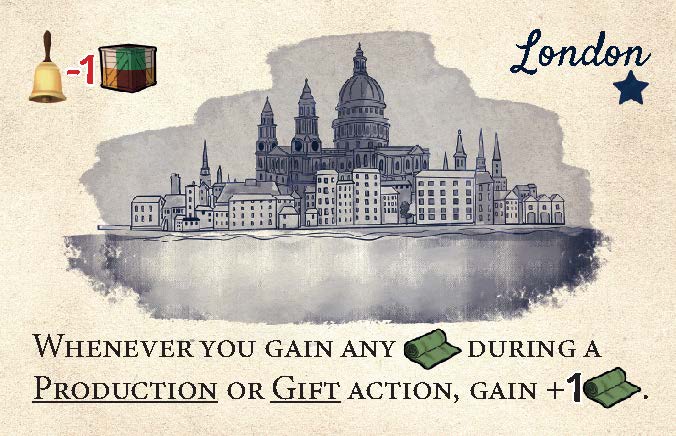 -1
London
WHENEVER YOU GAIN ANY DURING A
PRODUCTION OR GIFT ACTION, GAIN +1.